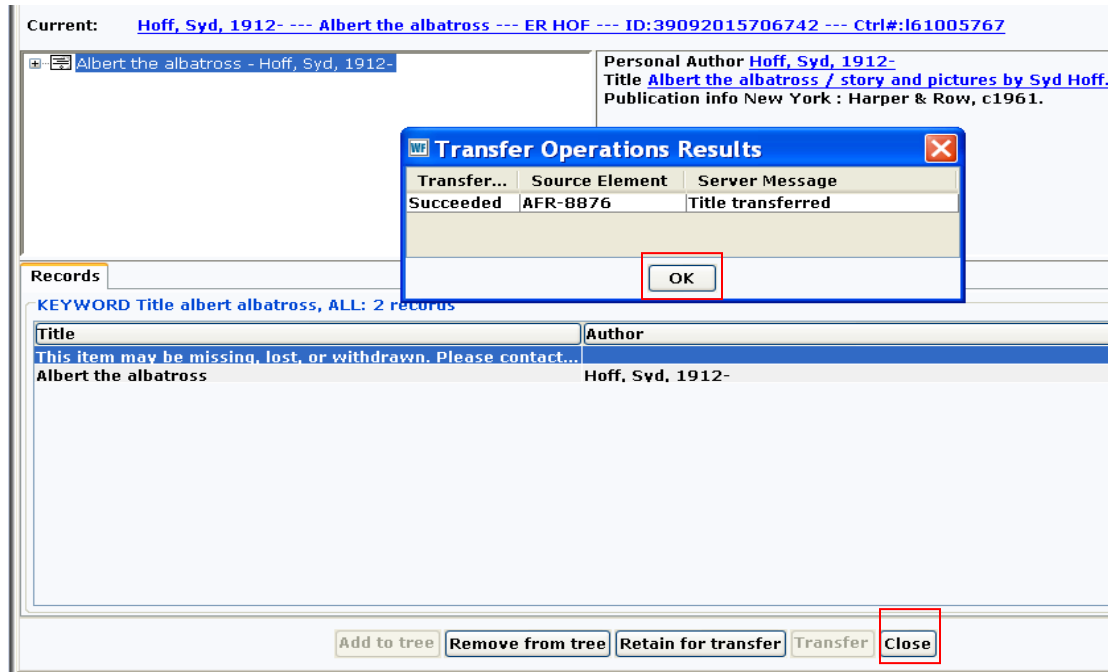 Current: Hoff, Syd, 1912- --- Albert the albatross --- ER HOF --- ID:39092015706742 --- Ctrl#:l61005767
Albert the albatross - Hoff, Syd, 1912-
Personal Author Hoff, Syd, 1912-
Title Albert the albatross / story and pictures by Syd Hoff.
Publication info New York : Harper & Row, c1961.
WF Transfer Operations Results
Transfer... Source Element Server Message
Succeeded AFR-8876 Title transferred
OK
Records
KEYWORD Title albert albatross, ALL: 2 records
Title Author
This item may be missing, lost, or withdrawn. Please contact...
Albert the albatross Hoff, Syd, 1912-
Add to tree Remove from tree Retain for transfer Transfer Close